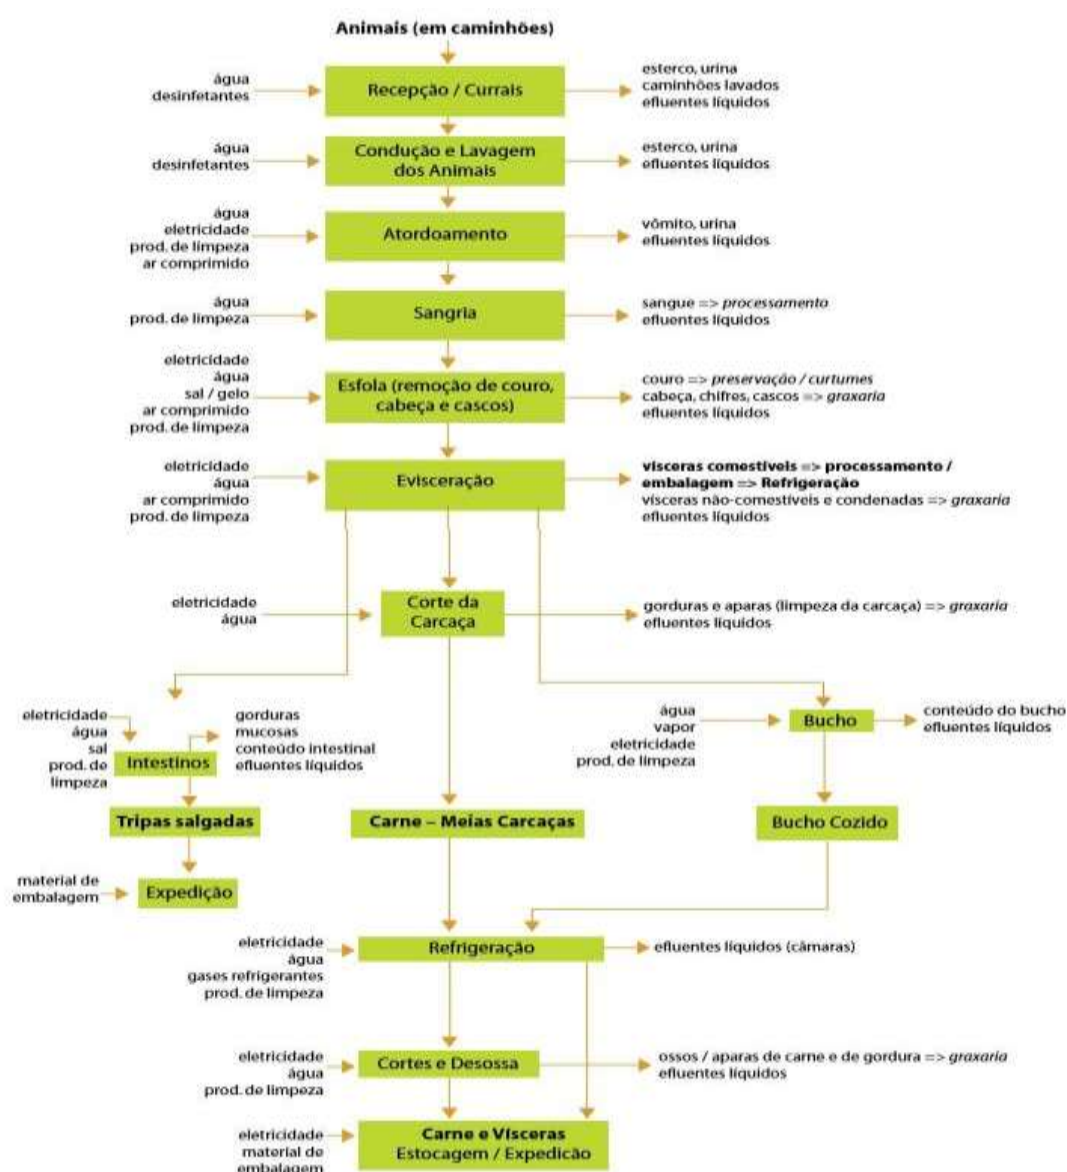 Animais (em caminhões)
água
desinfetantes
Recepção / Currais
esterco, urina
caminhões lavados
efluentes líquidos
água
desinfetantes
Condução e Lavagem
dos Animais
esterco, urina
efluentes líquidos
água
eletricidade
prod. de limpeza
ar comprimido
Atordoamento
vômito, urina
efluentes líquidos
água
prod. de limpeza
Sangria
sangue => processamento
efluentes líquidos
eletricidade
água
sal / gelo
ar comprimido
prod. de limpeza
Esfola (remoção de couro,
cabeça e cascos)
couro => preservação / curtumes
cabeça, chifres, cascos => graxaria
efluentes líquidos
eletricidade
água
ar comprimido
prod. de limpeza
Evisceração
vísceras comestíveis => processamento /
embalagem => Refrigeração
vísceras não-comestíveis e condenadas => graxaria
efluentes líquidos
eletricidade
água
Corte da
Carcaça
gorduras e aparas (limpeza da carcaça) => graxaria
efluentes líquidos
eletricidade
água
sal
prod. de
limpeza
Intestinos
gorduras
mucosas
conteúdo intestinal
efluentes líquidos
água
vapor
eletricidade
prod. de limpeza
Bucho
conteúdo do bucho
efluentes líquidos
Tripas salgadas
Carne – Meias Carcaças
Bucho Cozido
material de
embalagem
Expedição
eletricidade
água
gases refrigerantes
prod. de limpeza
Refrigeração
efluentes líquidos (câmaras)
eletricidade
água
prod. de limpeza
Cortes e Desossa
ossos / aparas de carne e de gordura => graxaria
efluentes líquidos
eletricidade
material de
embalagem
Carne e Vísceras
Estocagem / Expedicão